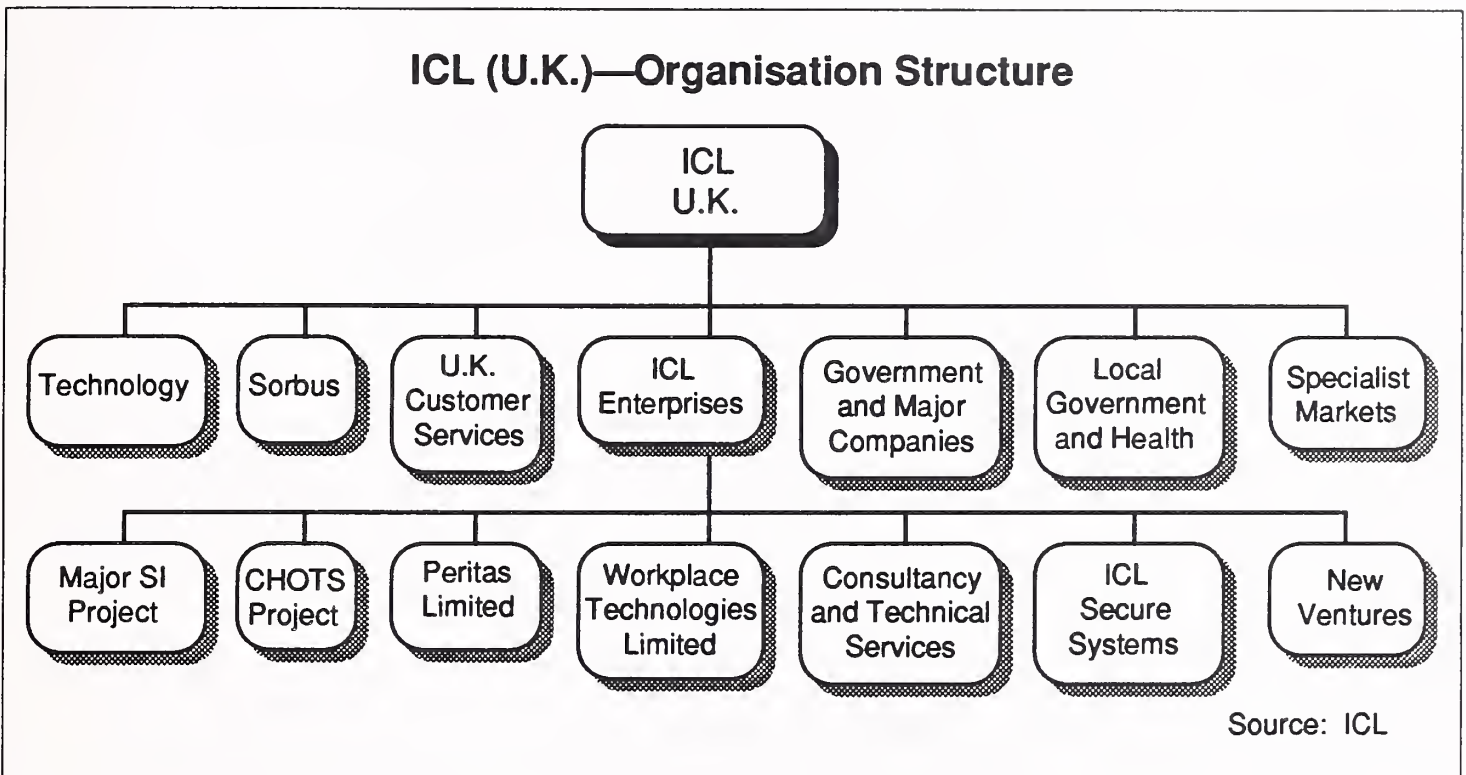 ICL (U.K.)—Organisation Structure
ICL
U.K.
Technology
Sorbus
U.K.
Customer
Services
ICL
Enterprises
Government
and Major
Companies
Local
Government
and Health
Specialist
Markets
Major SI
Project
CHOTS
Project
Peritas
Limited
Workplace
Technologies
Limited
Consultancy
and Technical
Services
ICL
Secure
Systems
New
Ventures
Source: ICL